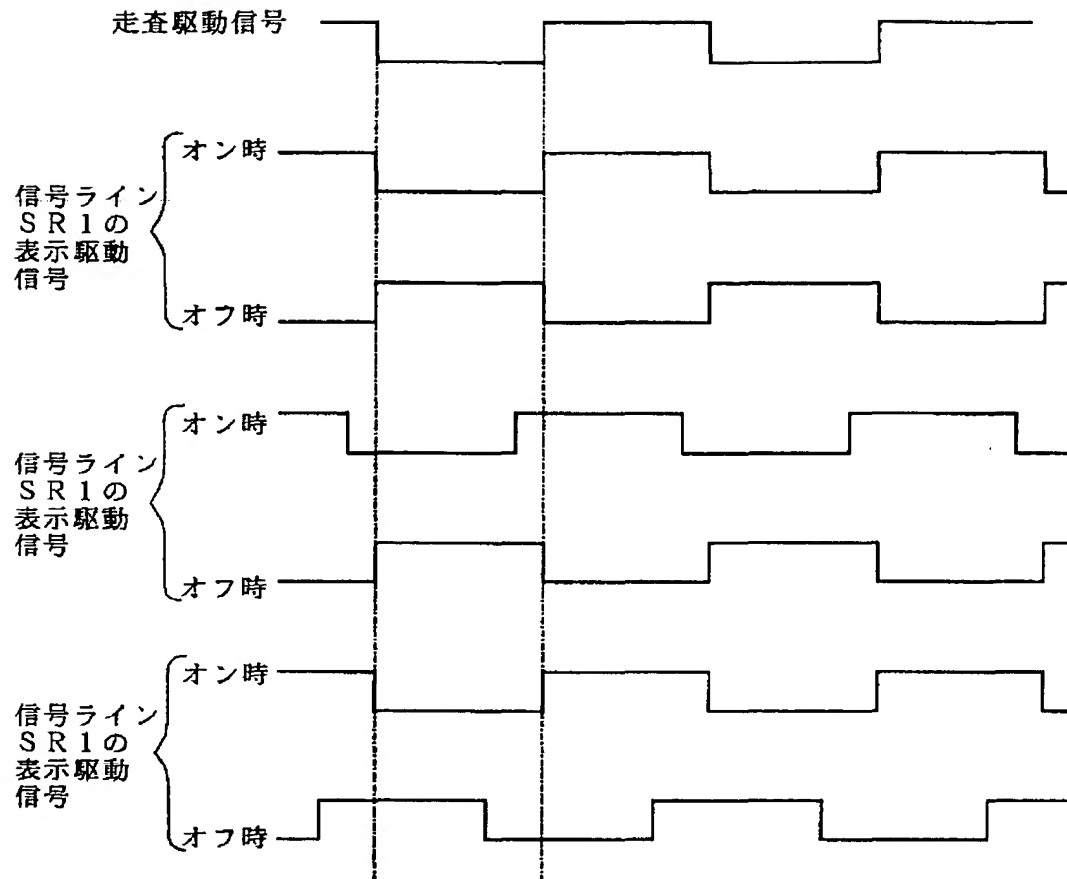 走査駆動信号
オン時
信号ライン
SR1の
表示駆動
信号
オフ時
オン時
信号ライン
SR1の
表示駆動
信号
オフ時
オン時
信号ライン
SR1の
表示駆動
信号
オフ時